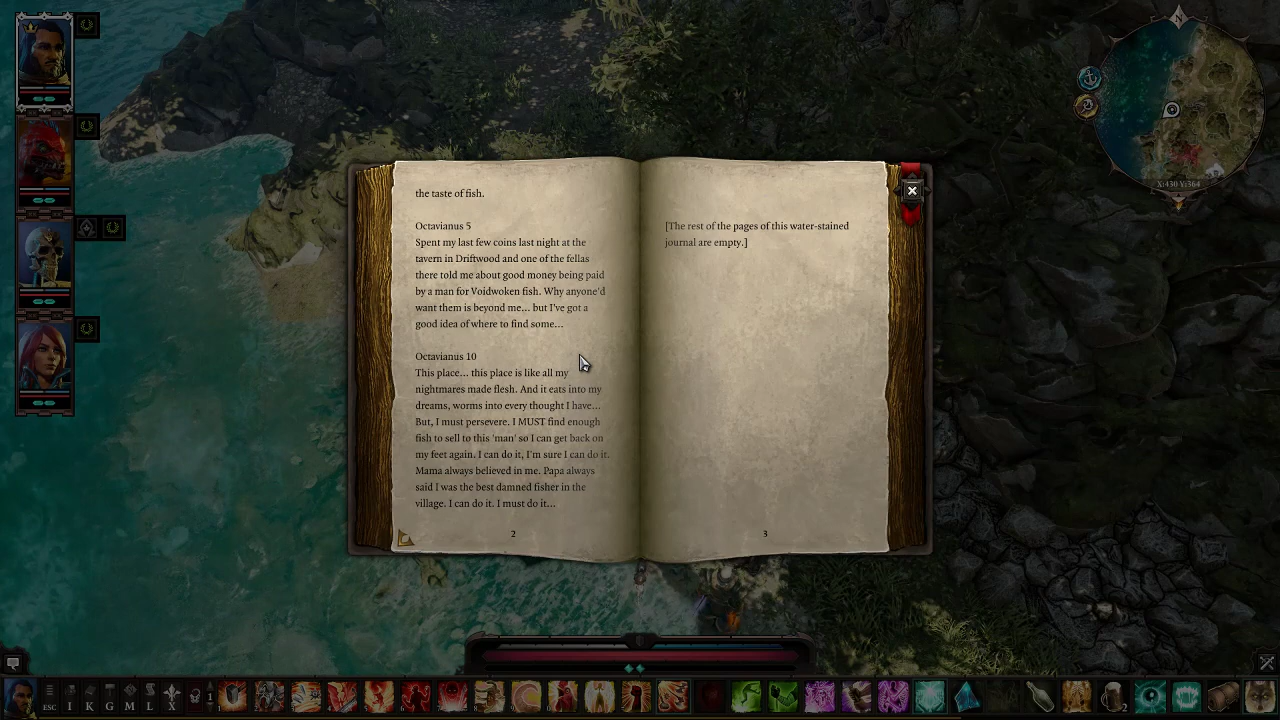 the taste of fish.
Octavianus 5
Spent my last few coins last night at the
tavern in Driftwood and one of the fellas
there told me about good money being paid
by a man for Voidwoken fish. Why anyone'd
want them is beyond me... but I've got a
good idea of where to find some...
Octavianus 10
This place... this place is like all my
nightmares made flesh. And it eats into my
dreams, worms into every thought I have...
But, I must persevere. I MUST find enough
fish to sell to this 'man' so I can get back on
my feet again. I can do it, I'm sure I can do it.
Mama always believed in me. Papa always
said I was the best damned fisher in the
village. I can do it. I must do it...
2
[The rest of the pages of this water-stained
journal are empty.]
3
N
X:430 Y:364
ESC I K G M L X
2